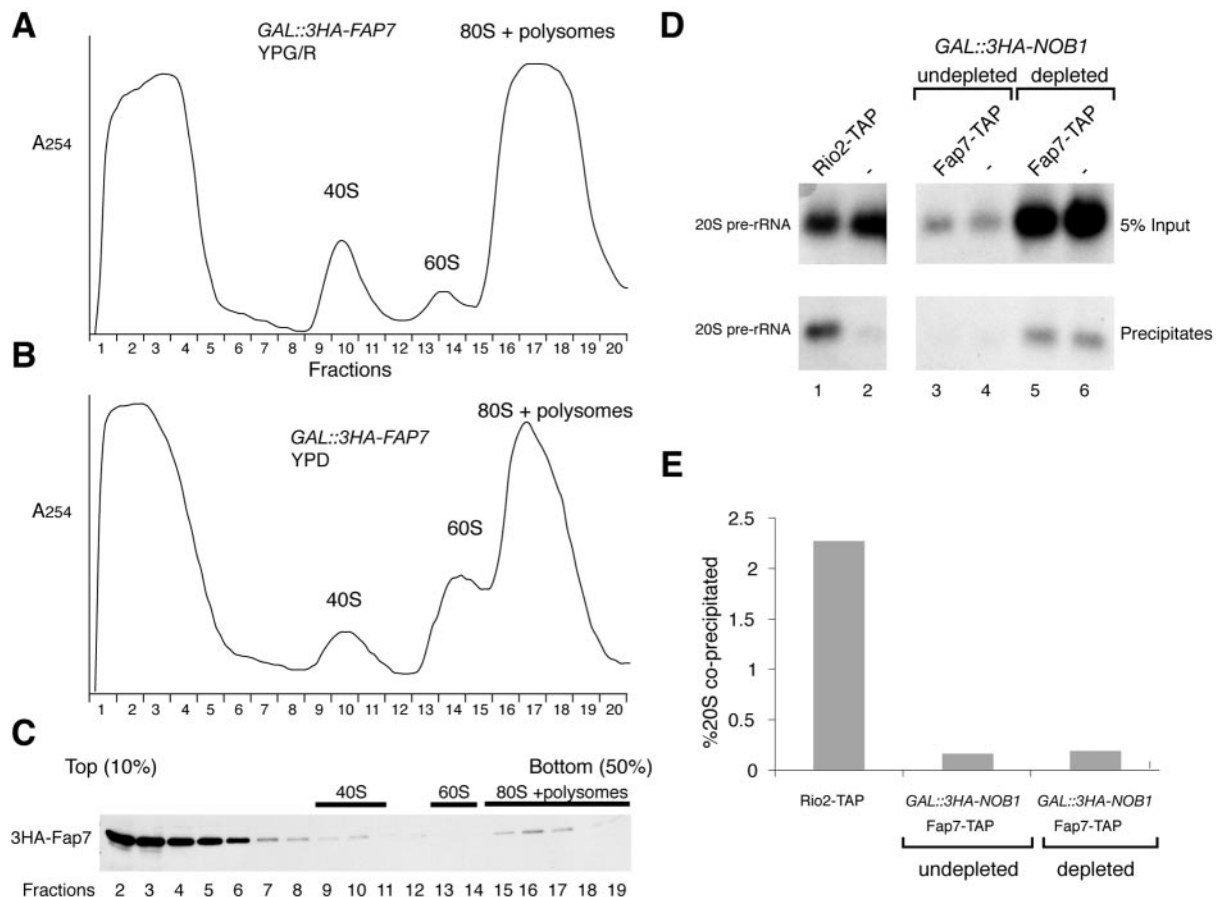 A
GAL::3HA-FAP7
YPG/R
80S + polysomes
A254
40S
60S
1 2 3 4 5 6 7 8 9 10 11 12 13 14 15 16 17 18 19 20
Fractions
B
GAL::3HA-FAP7
YPD
80S + polysomes
A254
40S
60S
1 2 3 4 5 6 7 8 9 10 11 12 13 14 15 16 17 18 19 20
C
Top (10%) Bottom (50%)
40S 60S 80S +polysomes
3HA-Fap7
Fractions 2 3 4 5 6 7 8 9 10 11 12 13 14 15 16 17 18 19
D
GAL::3HA-NOB1
undepleted depleted
Rio2-TAP - Fap7-TAP - Fap7-TAP -
20S pre-rRNA 5% Input
20S pre-rRNA Precipitates
1 2 3 4 5 6
E
%20S co-precipitated
2.5
2
1.5
1
0.5
0
Rio2-TAP GAL::3HA-NOB1 GAL::3HA-NOB1
Fap7-TAP Fap7-TAP
undepleted depleted